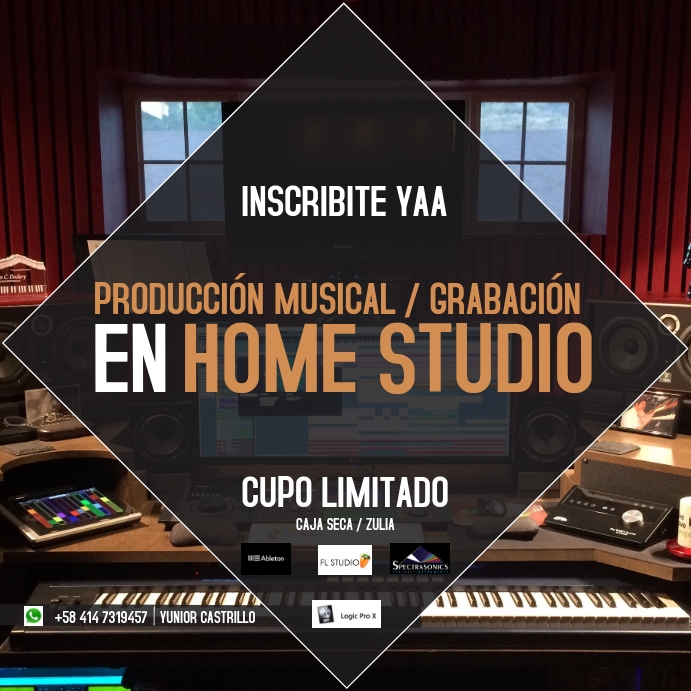 INSCRIBITE YAA
PRODUCCIÓN MUSICAL / GRABACIÓN
EN HOME STUDIO
CUPO LIMITADO
CAJA SECA / ZULIA
Ableton
FL STUDIO
SPECTRASONICS
+58 414 7319457 | YUNIOR CASTRILLO
Logic Pro X